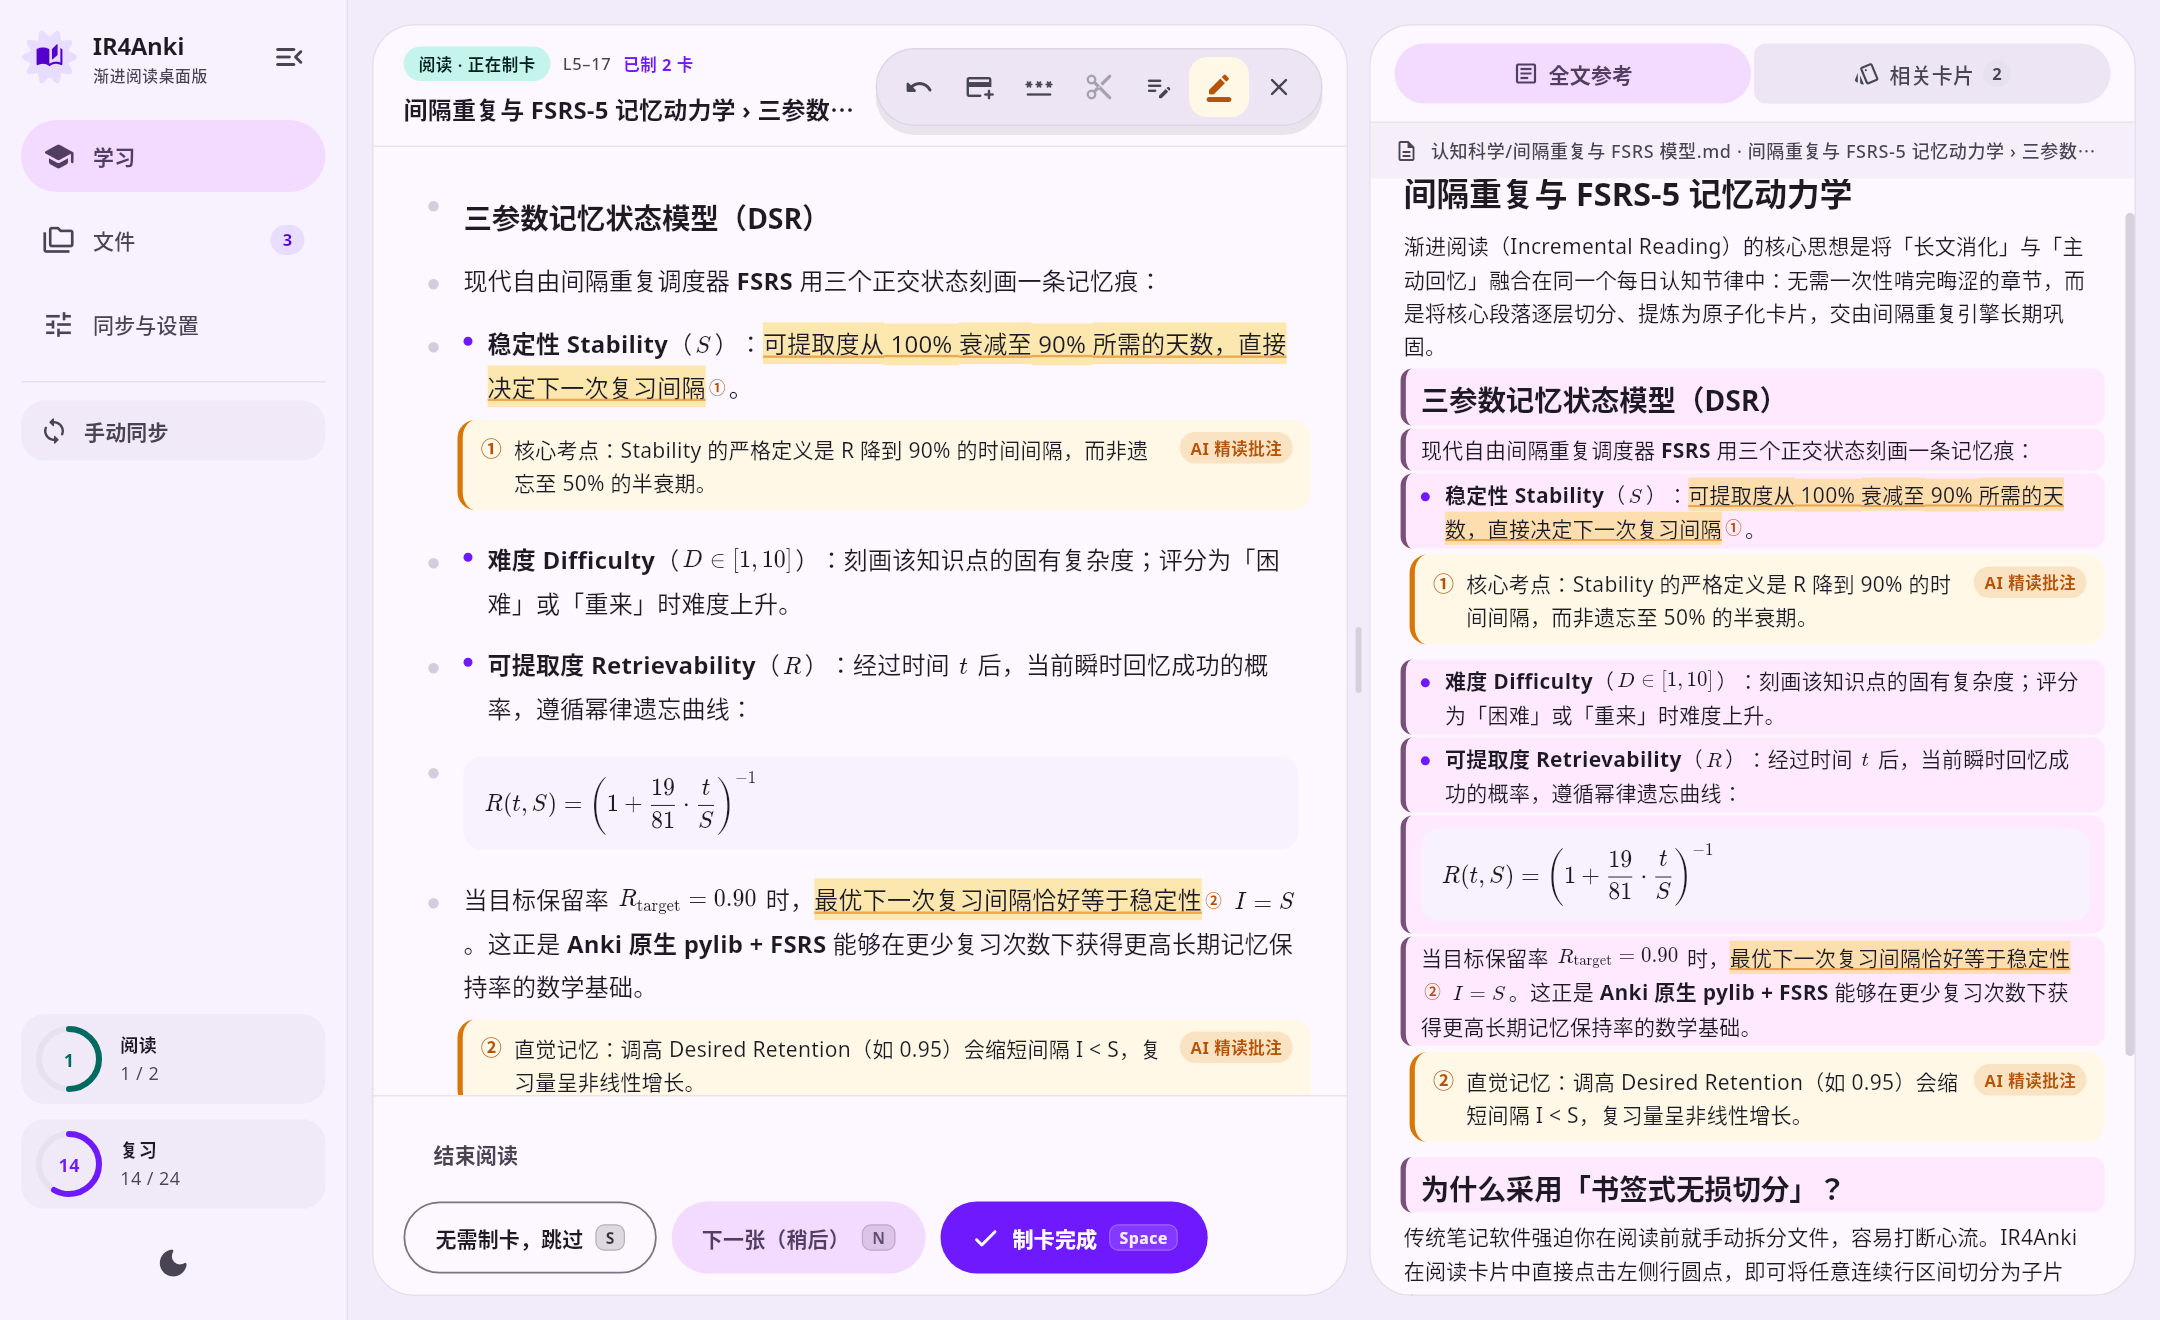 IR4Anki
渐进阅读桌面版
学习
文件
3
同步与设置
手动同步
1
阅读
1 / 2
14
复习
14 / 24
阅读 · 正在制卡
L5–17
已制 2 卡
间隔重复与 FSRS-5 记忆动力学 › 三参数···
三参数记忆状态模型（DSR）
现代自由间隔重复调度器 FSRS 用三个正交状态刻画一条记忆痕：
稳定性 Stability（S）：可提取度从 100% 衰减至 90% 所需的天数，直接
决定下一次复习间隔①。
① 核心考点：Stability 的严格定义是 R 降到 90% 的时间间隔，而非遗
忘至 50% 的半衰期。
AI 精读批注
难度 Difficulty（D ∈ [1, 10]）：刻画该知识点的固有复杂度；评分为「困
难」或「重来」时难度上升。
可提取度 Retrievability（R）：经过时间 t 后，当前瞬时回忆成功的概
率，遵循幂律遗忘曲线：
R(t, S) = (1 + 19/81 · t/S)^−1
当目标保留率 R_target = 0.90 时，最优下一次复习间隔恰好等于稳定性② I = S
。这正是 Anki 原生 pylib + FSRS 能够在更少复习次数下获得更高长期记忆保
持率的数学基础。
② 直觉记忆：调高 Desired Retention（如 0.95）会缩短间隔 I < S，复
习量呈非线性增长。
AI 精读批注
结束阅读
无需制卡，跳过 S
下一张（稍后） N
制卡完成 Space
全文参考
相关卡片 2
认知科学/间隔重复与 FSRS 模型.md · 间隔重复与 FSRS-5 记忆动力学 › 三参数···
间隔重复与 FSRS-5 记忆动力学
渐进阅读（Incremental Reading）的核心思想是将「长文消化」与「主
动回忆」融合在同一个每日认知节律中：无需一次性啃完晦涩的章节，而
是将核心段落逐层切分、提炼为原子化卡片，交由间隔重复引擎长期巩
固。
三参数记忆状态模型（DSR）
现代自由间隔重复调度器 FSRS 用三个正交状态刻画一条记忆痕：
稳定性 Stability（S）：可提取度从 100% 衰减至 90% 所需的天
数，直接决定下一次复习间隔①。
① 核心考点：Stability 的严格定义是 R 降到 90% 的时
间间隔，而非遗忘至 50% 的半衰期。
AI 精读批注
难度 Difficulty（D ∈ [1, 10]）：刻画该知识点的固有复杂度；评分
为「困难」或「重来」时难度上升。
可提取度 Retrievability（R）：经过时间 t 后，当前瞬时回忆成
功的概率，遵循幂律遗忘曲线：
R(t, S) = (1 + 19/81 · t/S)^−1
当目标保留率 R_target = 0.90 时，最优下一次复习间隔恰好等于稳定性
② I = S。这正是 Anki 原生 pylib + FSRS 能够在更少复习次数下获
得更高长期记忆保持率的数学基础。
② 直觉记忆：调高 Desired Retention（如 0.95）会缩
短间隔 I < S，复习量呈非线性增长。
AI 精读批注
为什么采用「书签式无损切分」？
传统笔记软件强迫你在阅读前就手动拆分文件，容易打断心流。IR4Anki
在阅读卡片中直接点击左侧行圆点，即可将任意连续行区间切分为子片